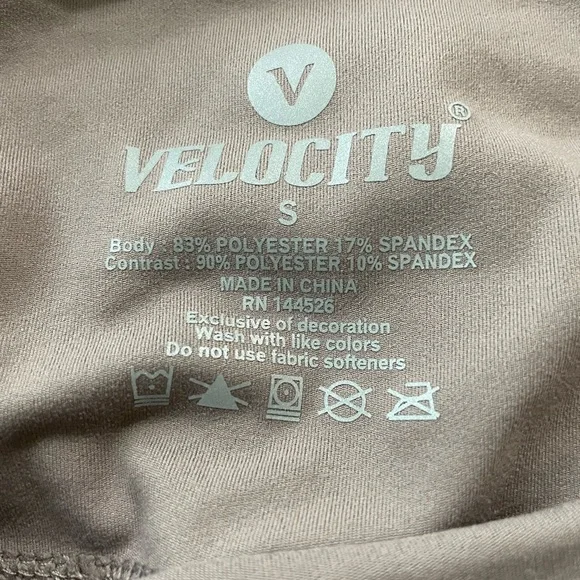 V
VELOCITY®
S
Body : 83% POLYESTER 17% SPANDEX
Contrast : 90% POLYESTER 10% SPANDEX
MADE IN CHINA
RN 144526
Exclusive of decoration
Wash with like colors
Do not use fabric softeners